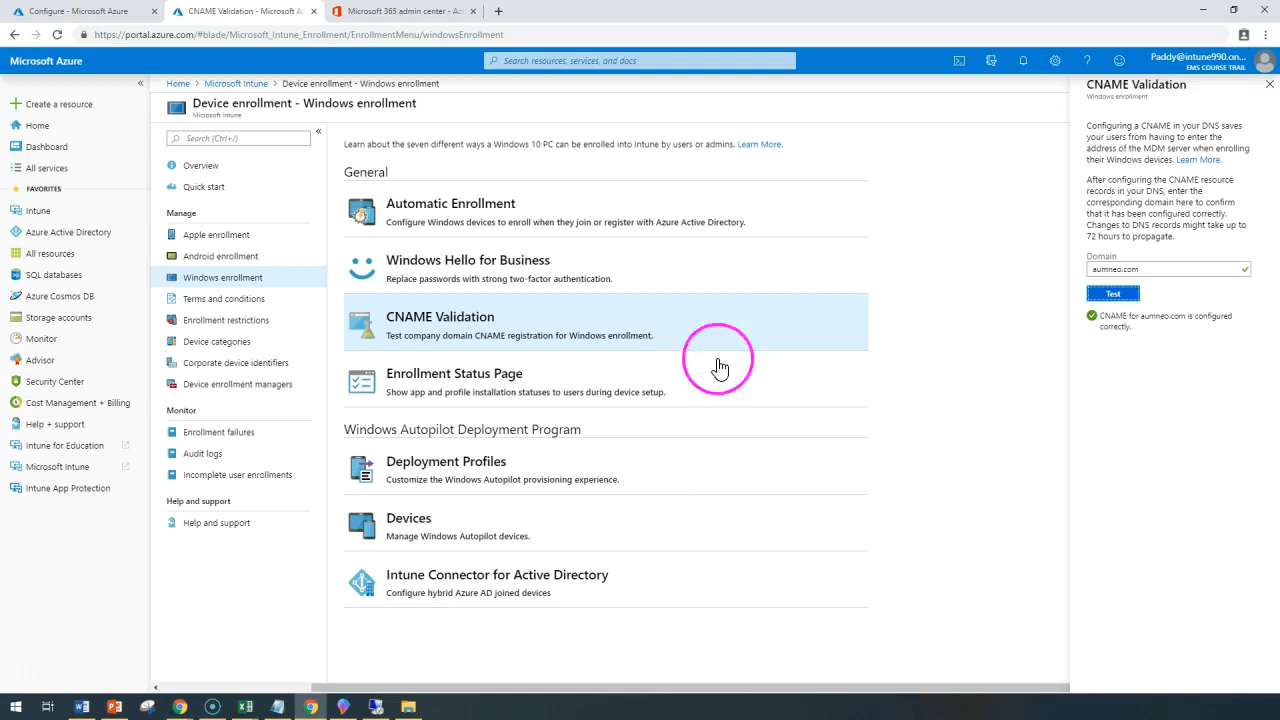 Configure - Microsoft Azure
CNAME Validation - Microsoft Az
Microsoft 365 admin center - Act
https://portal.azure.com/#blade/Microsoft_Intune_Enrollment/EnrollmentMenu/windowsEnrollment
Microsoft Azure
Search resources, services, and docs
Paddy@intune990.on...
EMS COURSE TRAIL
Create a resource
Home
Dashboard
All services
FAVORITES
Intune
Azure Active Directory
All resources
SQL databases
Azure Cosmos DB
Storage accounts
Monitor
Advisor
Security Center
Cost Management + Billing
Help + support
Intune for Education
Microsoft Intune
Intune App Protection
Home > Microsoft Intune > Device enrollment - Windows enrollment
Device enrollment - Windows enrollment
Microsoft Intune
Search (Ctrl+/)
Overview
Quick start
Manage
Apple enrollment
Android enrollment
Windows enrollment
Terms and conditions
Enrollment restrictions
Device categories
Corporate device identifiers
Device enrollment managers
Monitor
Enrollment failures
Audit logs
Incomplete user enrollments
Help and support
Help and support
Learn about the seven different ways a Windows 10 PC can be enrolled into Intune by users or admins. Learn More.
General
Automatic Enrollment
Configure Windows devices to enroll when they join or register with Azure Active Directory.
Windows Hello for Business
Replace passwords with strong two-factor authentication.
CNAME Validation
Test company domain CNAME registration for Windows enrollment.
Enrollment Status Page
Show app and profile installation statuses to users during device setup.
Windows Autopilot Deployment Program
Deployment Profiles
Customize the Windows Autopilot provisioning experience.
Devices
Manage Windows Autopilot devices.
Intune Connector for Active Directory
Configure hybrid Azure AD joined devices
CNAME Validation
Windows enrollment
Configuring a CNAME in your DNS saves
your users from having to enter the
address of the MDM server when enrolling
their Windows devices. Learn More.
After configuring the CNAME resource
records in your DNS, enter the
corresponding domain here to confirm
that it has been configured correctly.
Changes to DNS records might take up to
72 hours to propagate.
Domain
aumneo.com
Test
CNAME for aumneo.com is configured
correctly.